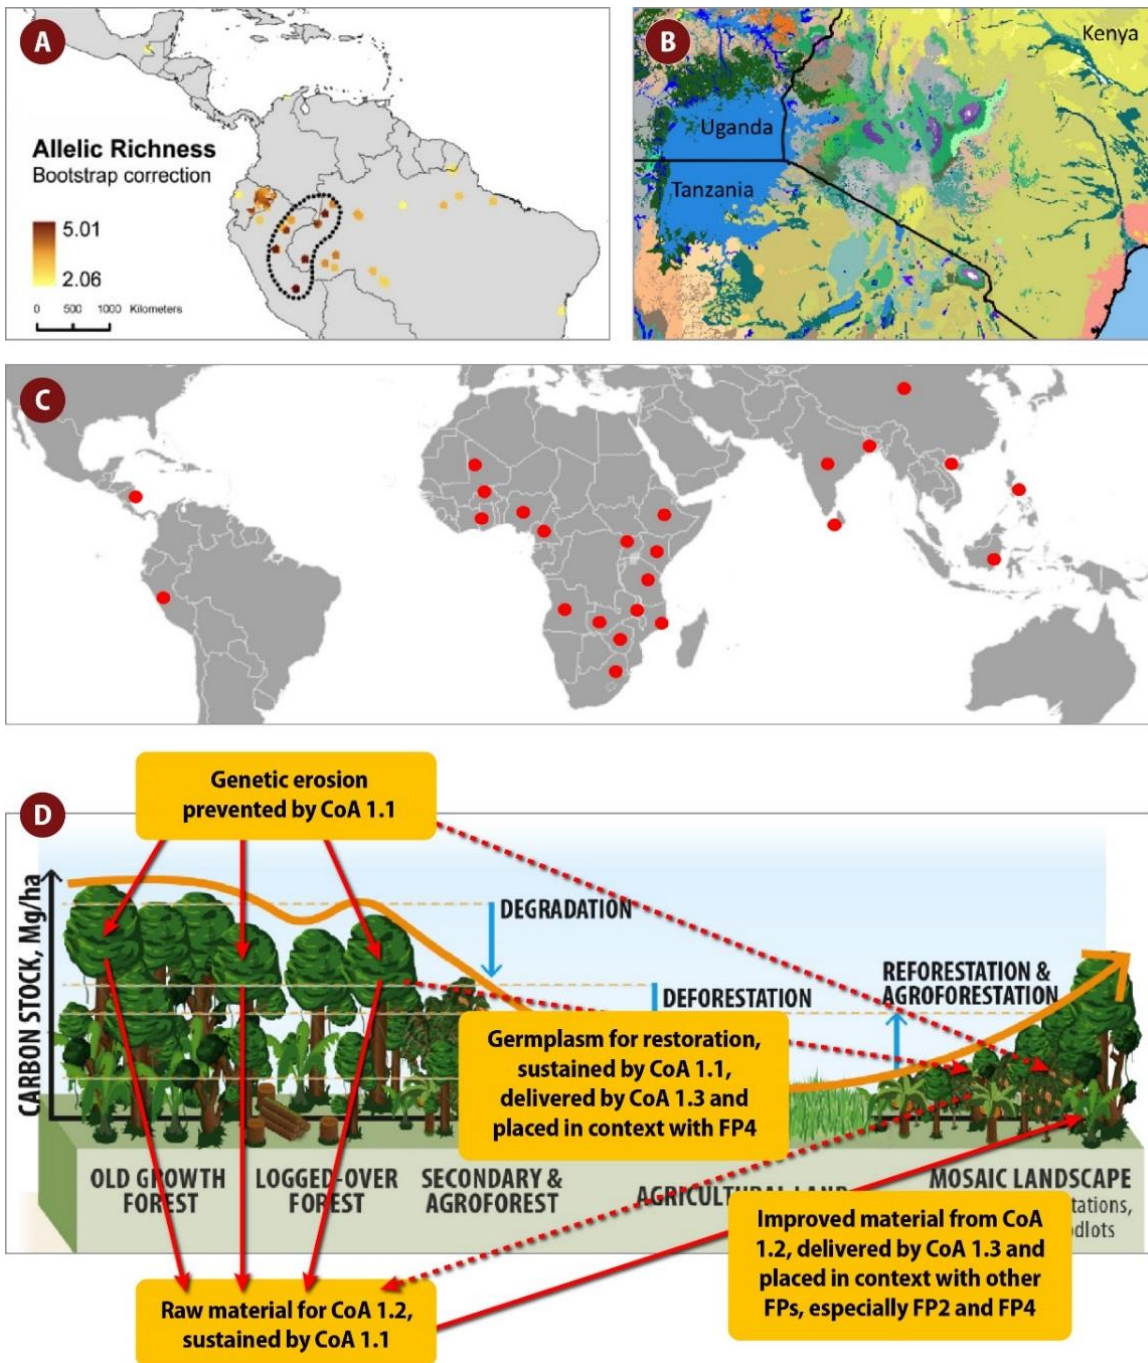 A
Allelic Richness
Bootstrap correction
5.01
2.06
0 500 1000 Kilometers
B
Kenya
Uganda
Tanzania
C
D
Genetic erosion
prevented by CoA 1.1
CARBON STOCK, Mg/ha
DEGRADATION
DEFORESTATION
REFORESTATION &
AGROFORESTATION
Germplasm for restoration,
sustained by CoA 1.1,
delivered by CoA 1.3 and
placed in context with FP4
OLD GROWTH
FOREST
LOGGED-OVER
FOREST
SECONDARY &
AGROFOREST
AGRICULTURAL LAND
MOSAIC LANDSCAPE
Improved material from CoA
1.2, delivered by CoA 1.3 and
placed in context with other
FPs, especially FP2 and FP4
Raw material for CoA 1.2,
sustained by CoA 1.1